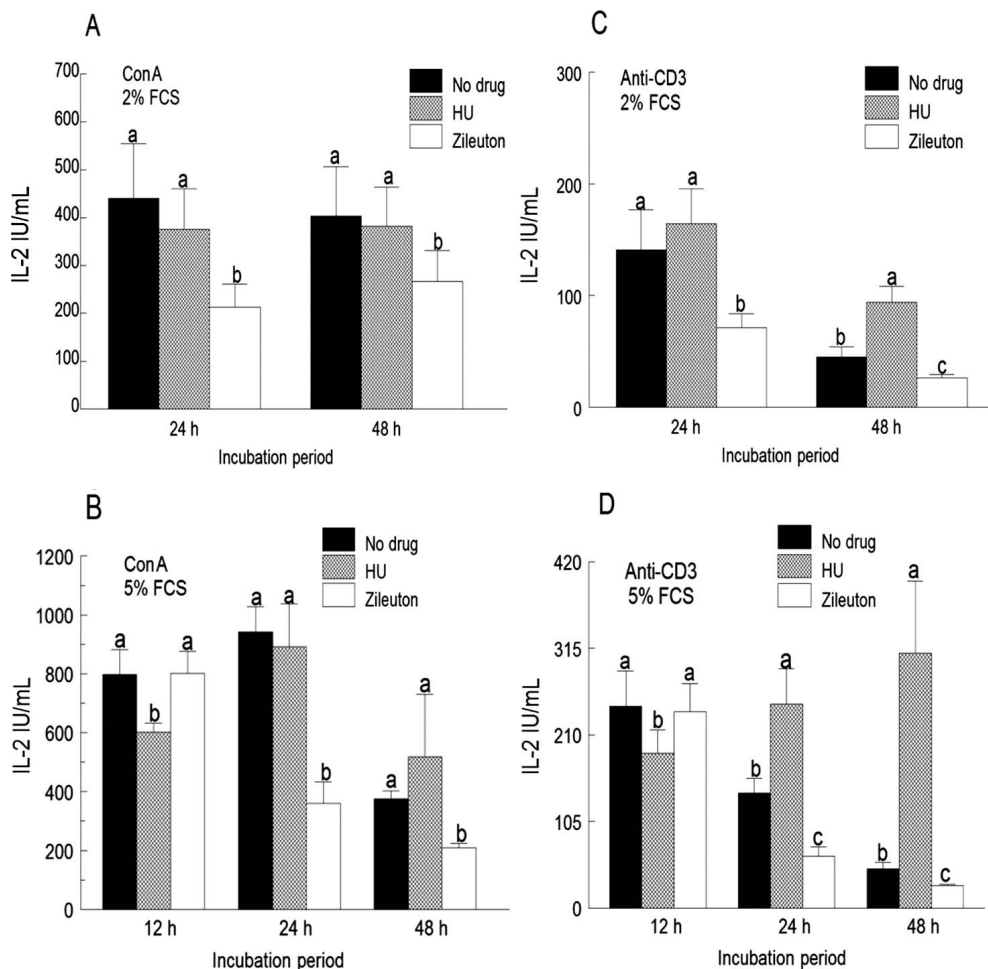 A
ConA
2% FCS
No drug
HU
Zileuton
IL-2 IU/mL
700
600
500
400
300
200
100
0
a
a
b
a
a
b
24 h
48 h
Incubation period
C
Anti-CD3
2% FCS
No drug
HU
Zileuton
IL-2 IU/mL
300
200
100
0
a
a
b
b
a
c
24 h
48 h
Incubation period
B
ConA
5% FCS
No drug
HU
Zileuton
IL-2 IU/mL
1200
1000
800
600
400
200
0
a
b
a
a
a
b
a
a
b
12 h
24 h
48 h
Incubation period
D
Anti-CD3
5% FCS
No drug
HU
Zileuton
IL-2 IU/mL
420
315
210
105
0
a
b
a
b
a
c
b
a
c
12 h
24 h
48 h
Incubation period